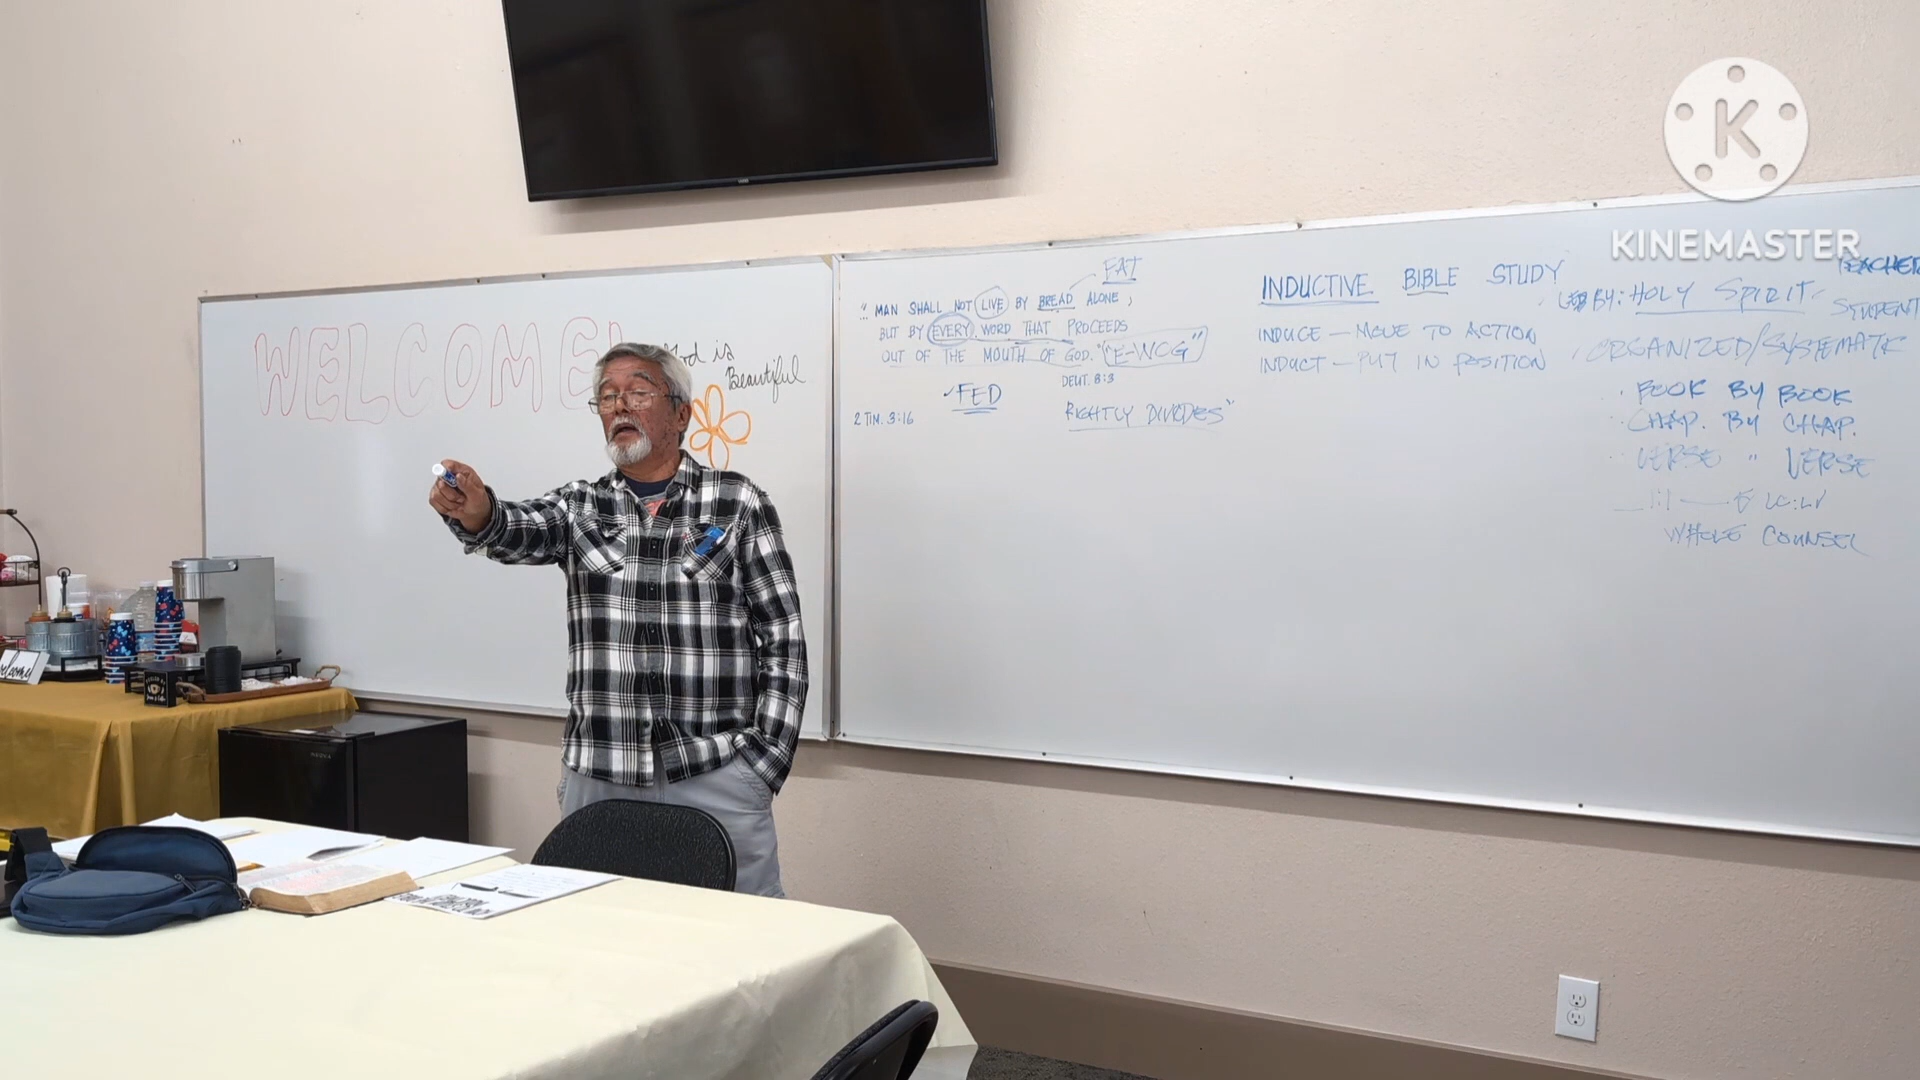 WELCOME!
God is
Beautiful
EAT
"MAN SHALL NOT LIVE BY BREAD ALONE,
BUT BY EVERY WORD THAT PROCEEDS
OUT OF THE MOUTH OF GOD." ("E-WOG"
DEUT. 8:3
FED
2 TIM. 3:16
RIGHTLY DIVIDES"
INDUCTIVE BIBLE STUDY
INDUCE — MOVE TO ACTION
INDUCT — PUT IN POSITION
BY: HOLY SPIRIT
STUDENT
ORGANIZED/SYSTEMATIC
BOOK BY BOOK
CHAP. BY CHAP.
VERSE " VERSE
WHOLE COUNSEL
K
KINEMASTER
welcome